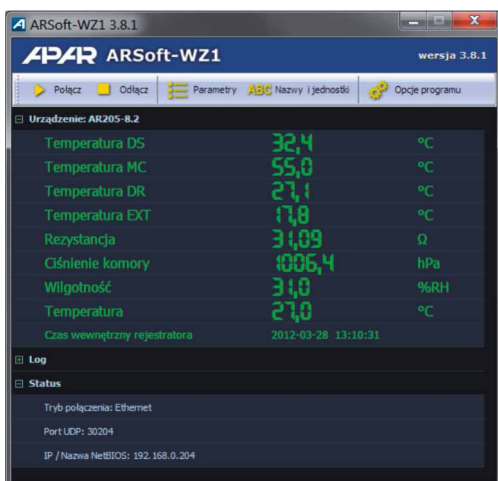 ARSoft-WZ1 3.8.1
APAR ARSoft-WZ1 wersja 3.8.1
Połącz Odłącz Parametry ABC Nazwy i jednostki Opcje programu
Urządzenie: AR205-8.2
Temperatura DS 32,4 °C
Temperatura MC 55,0 °C
Temperatura DR 27,1 °C
Temperatura EXT 17,8 °C
Rezystancja 31,09 Ω
Ciśnienie komory 1006,4 hPa
Wilgotność 31,0 %RH
Temperatura 27,0 °C
Czas wewnętrzny rejestratora 2012-03-28 13:10:31
Log
Status
Tryb połączenia: Ethernet
Port UDP: 30204
IP / Nazwa NetBIOS: 192.168.0.204